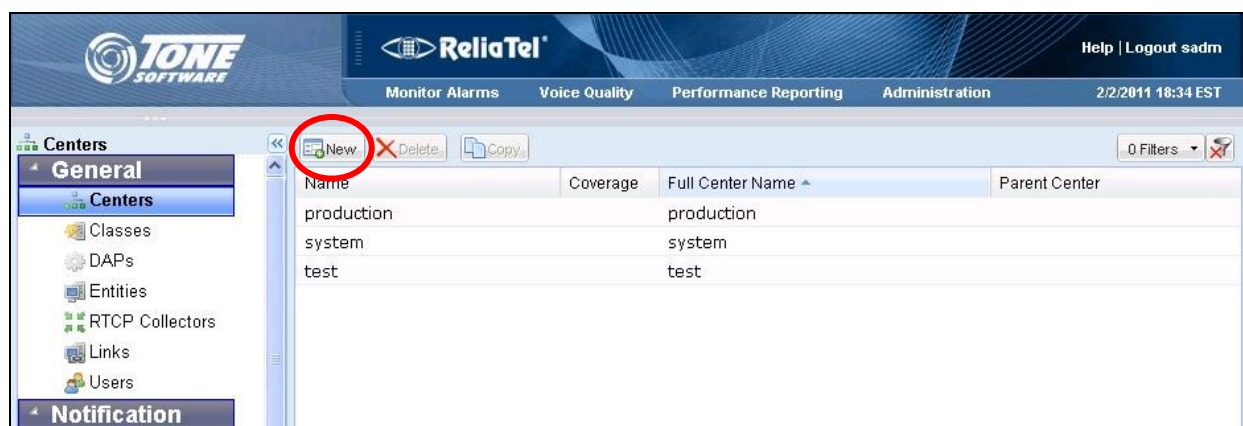 TONE SOFTWARE
ReliaTel
Help | Logout sadm
Monitor Alarms Voice Quality Performance Reporting Administration 2/2/2011 18:34 EST
Centers
New Delete Copy 0 Filters
General
Name Coverage Full Center Name Parent Center
Centers
production production
Classes
system system
DAPs
test test
Entities
RTCP Collectors
Links
Users
Notification